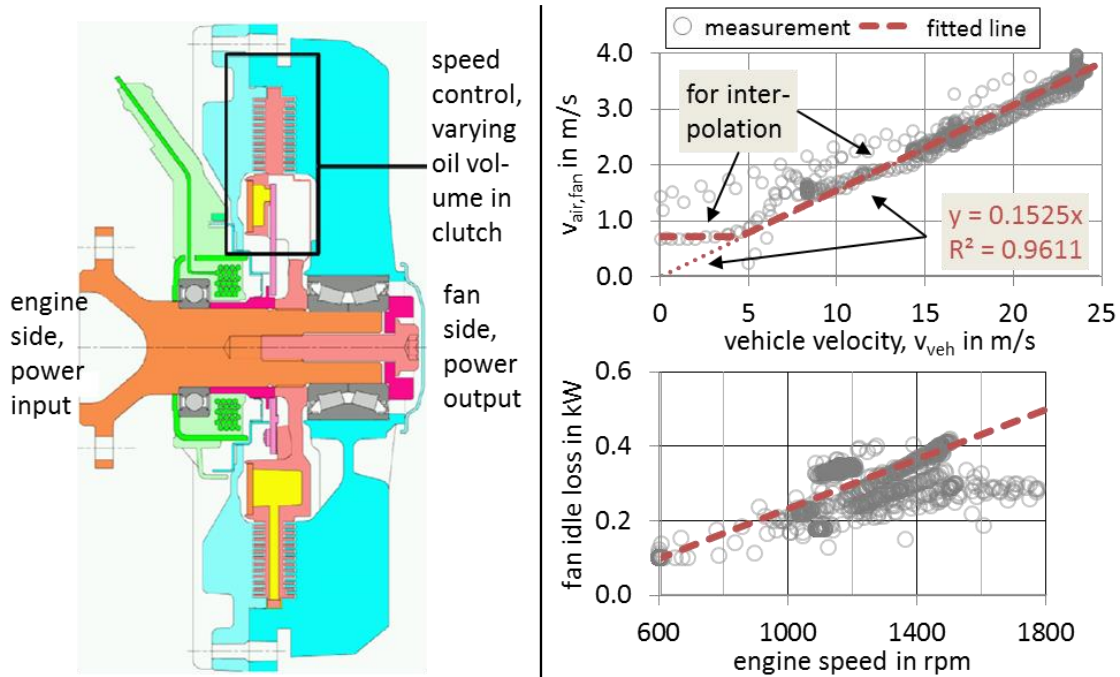 speed
control,
varying
oil vol-
ume in
clutch
engine
side,
power
input
fan
side,
power
output
measurement fitted line
v_air,fan in m/s
4.0
3.0
2.0
1.0
0.0
for inter-
polation
y = 0.1525x
R² = 0.9611
0 5 10 15 20 25
vehicle velocity, v_veh in m/s
fan idle loss in kW
0.6
0.4
0.2
0.0
600 1000 1400 1800
engine speed in rpm